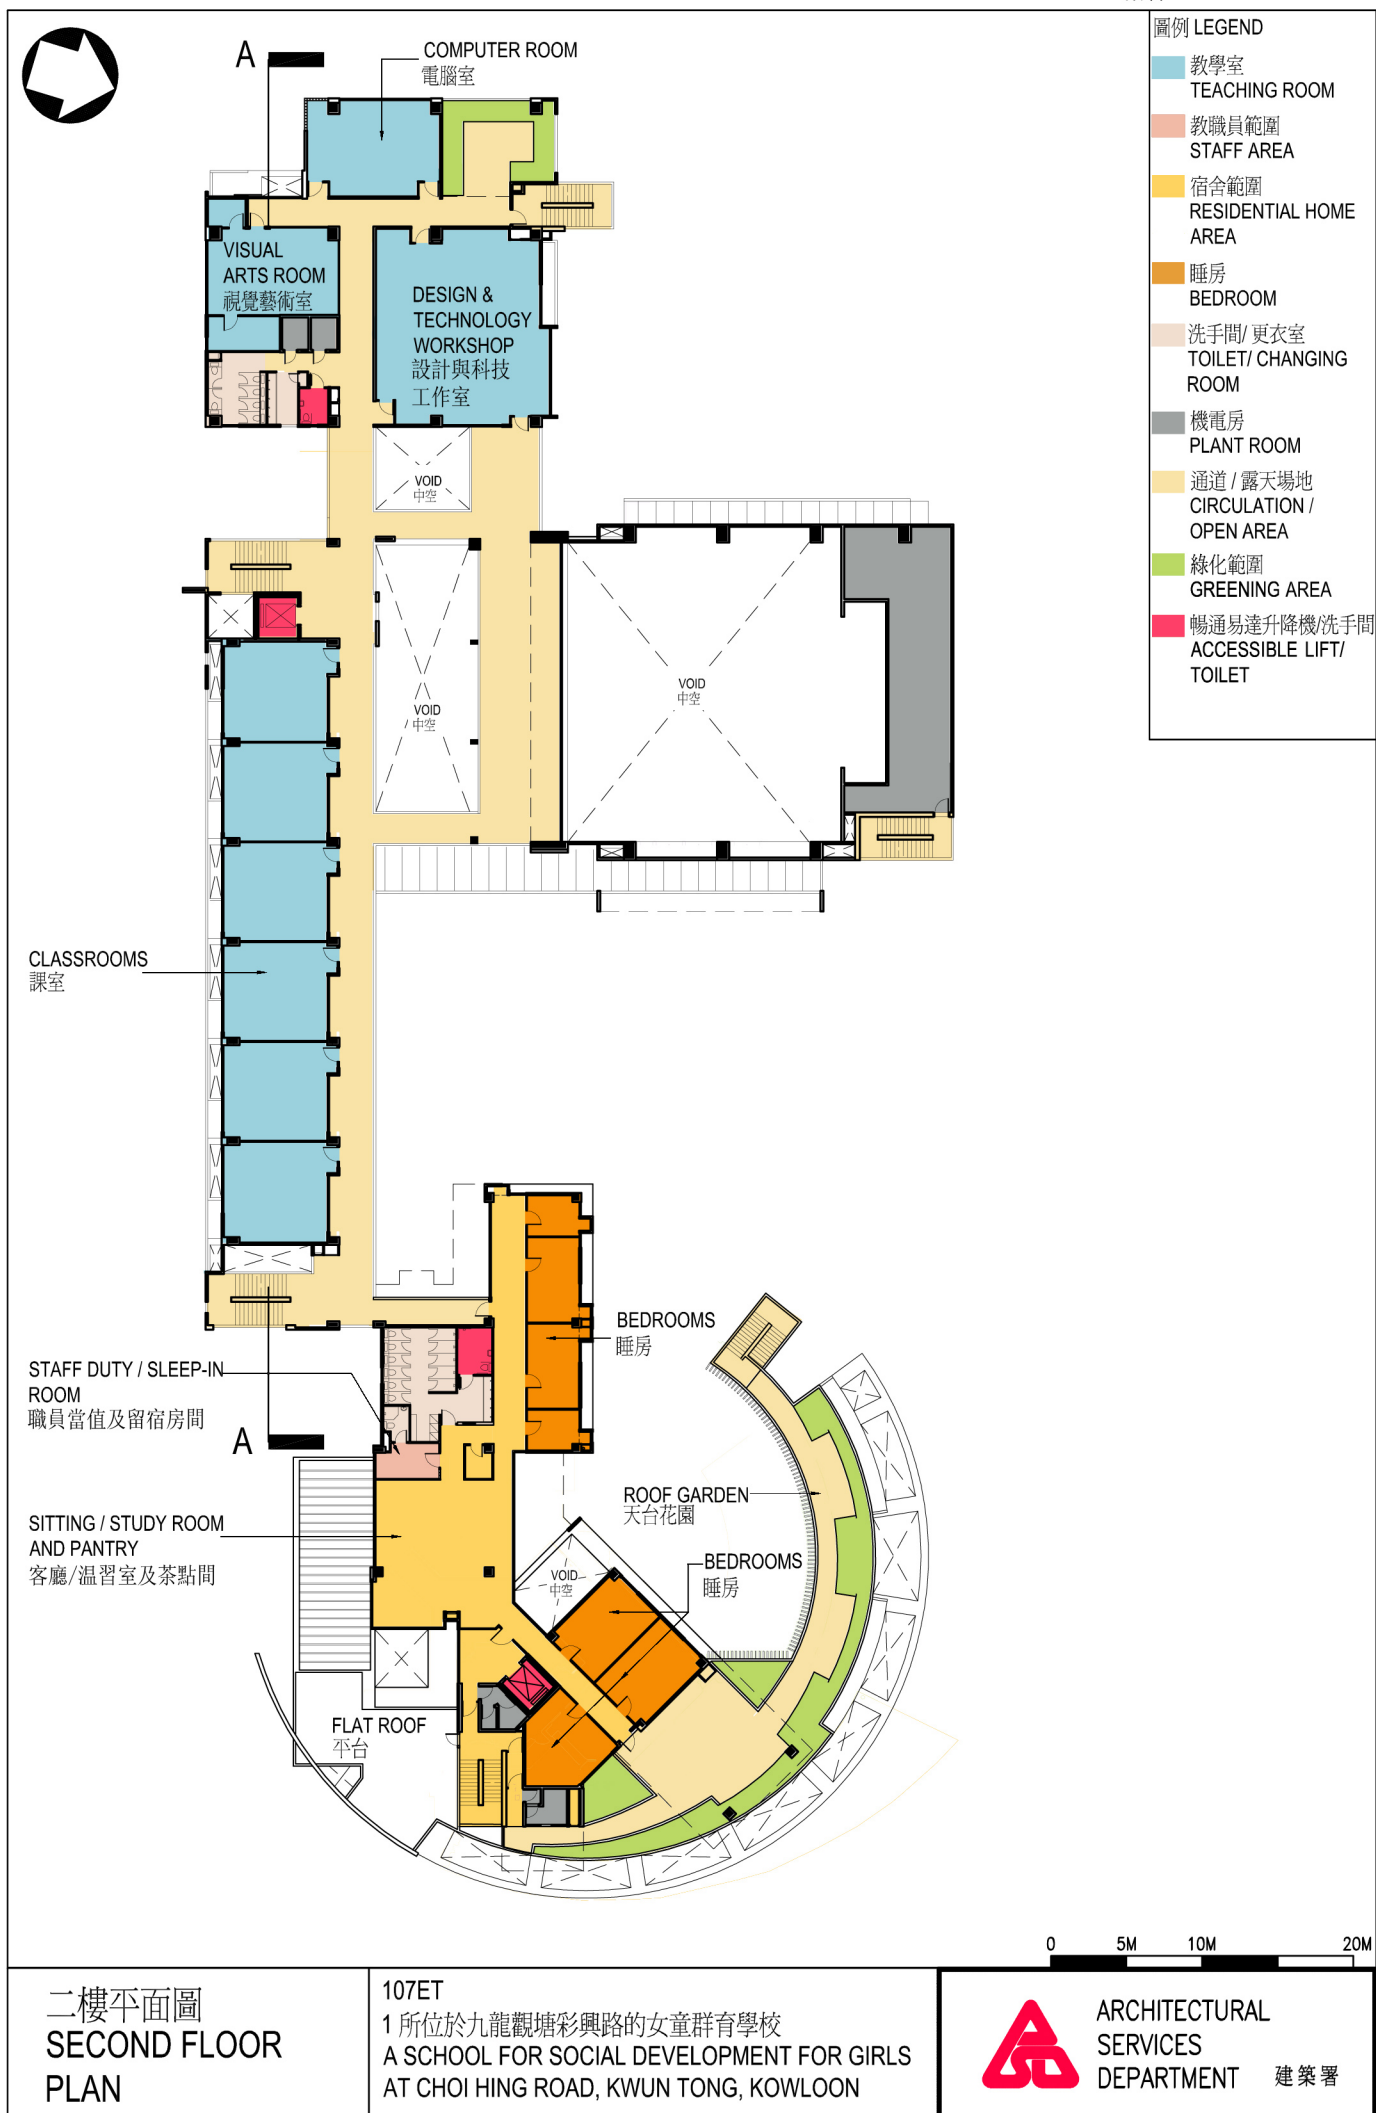 圖例 LEGEND
教學室
TEACHING ROOM
教職員範圍
STAFF AREA
宿舍範圍
RESIDENTIAL HOME
AREA
睡房
BEDROOM
洗手間/ 更衣室
TOILET/ CHANGING
ROOM
機電房
PLANT ROOM
通道 / 露天場地
CIRCULATION /
OPEN AREA
綠化範圍
GREENING AREA
暢通易達升降機/洗手間
ACCESSIBLE LIFT/
TOILET
A
COMPUTER ROOM
電腦室
VISUAL
ARTS ROOM
視覺藝術室
DESIGN &
TECHNOLOGY
WORKSHOP
設計與科技
工作室
VOID
中空
VOID
中空
VOID
中空
CLASSROOMS
課室
BEDROOMS
睡房
STAFF DUTY / SLEEP-IN
ROOM
職員當值及留宿房間
A
ROOF GARDEN
天台花園
SITTING / STUDY ROOM
AND PANTRY
客廳/溫習室及茶點間
BEDROOMS
睡房
VOID
中空
FLAT ROOF
平台
0 5M 10M 20M
二樓平面圖
SECOND FLOOR
PLAN
107ET
1 所位於九龍觀塘彩興路的女童群育學校
A SCHOOL FOR SOCIAL DEVELOPMENT FOR GIRLS
AT CHOI HING ROAD, KWUN TONG, KOWLOON
ARCHITECTURAL
SERVICES
DEPARTMENT 建築署